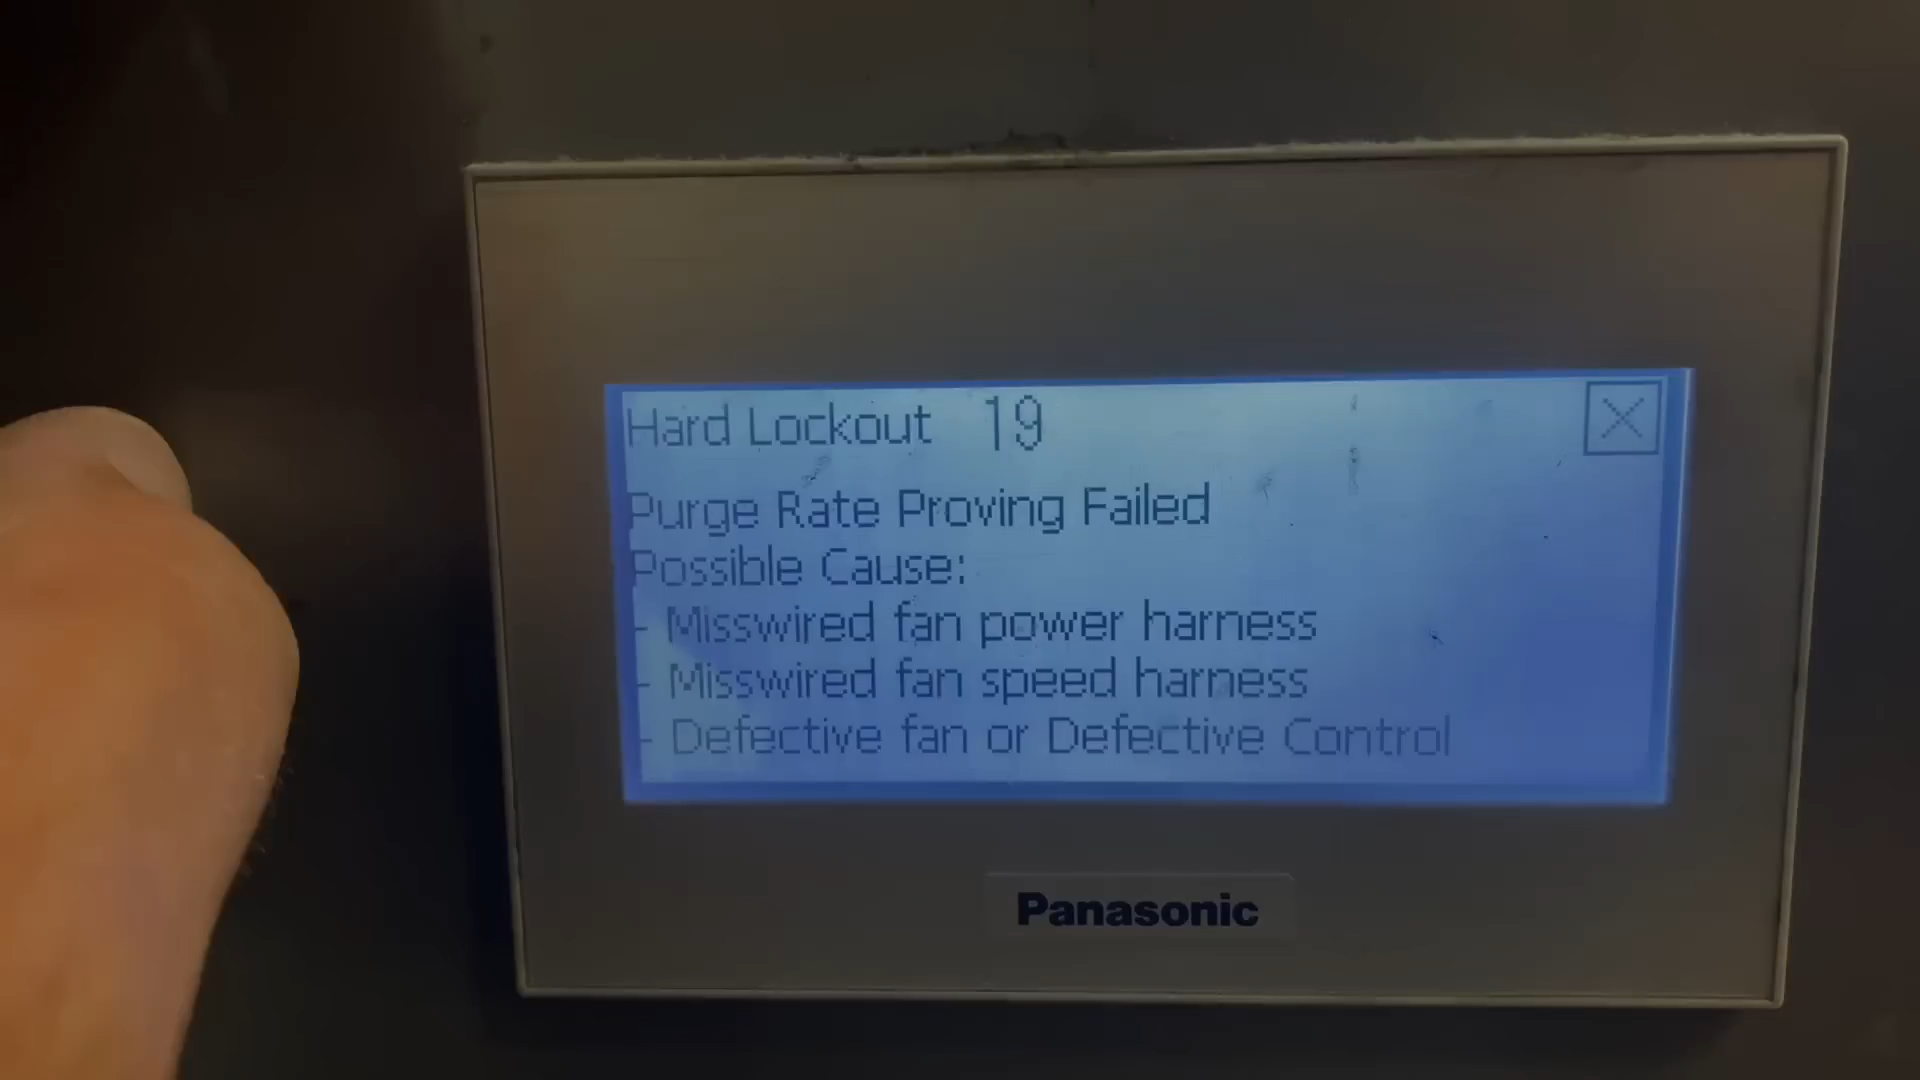 Hard Lockout 19
Purge Rate Proving Failed
Possible Cause:
- Misswired fan power harness
- Misswired fan speed harness
- Defective fan or Defective Control
Panasonic